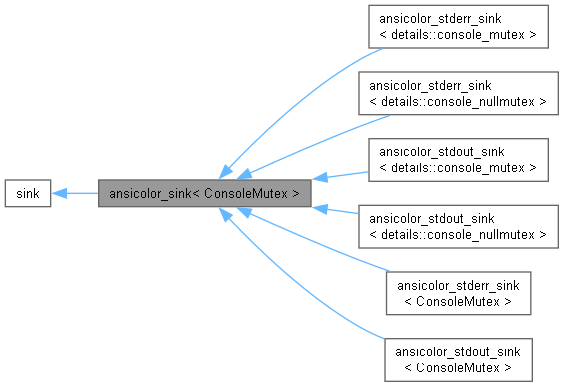 ansicolor_stderr_sink
< details::console_mutex >
ansicolor_stderr_sink
< details::console_nullmutex >
ansicolor_stdout_sink
< details::console_mutex >
sink
ansicolor_sink< ConsoleMutex >
ansicolor_stdout_sink
< details::console_nullmutex >
ansicolor_stderr_sink
< ConsoleMutex >
ansicolor_stdout_sink
< ConsoleMutex >